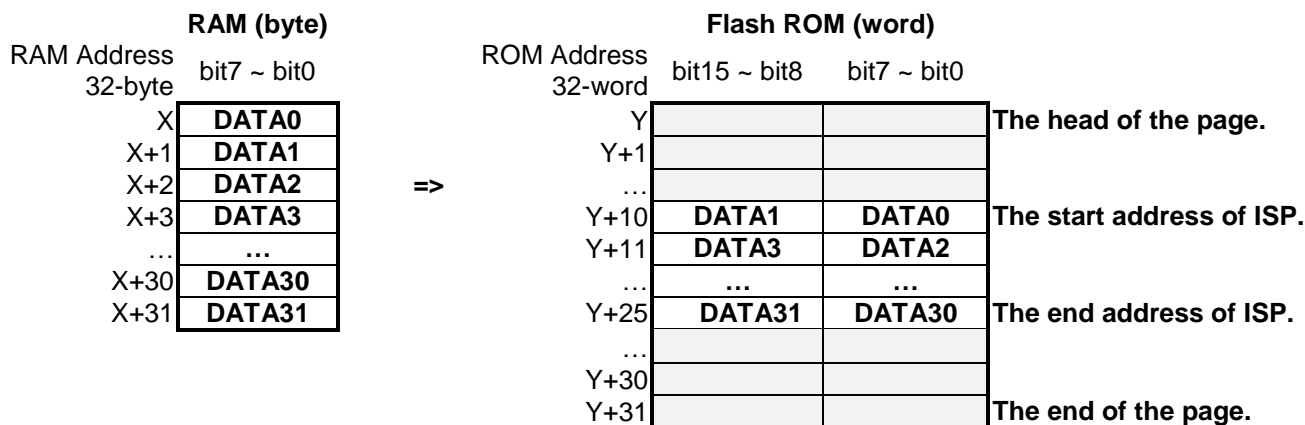 RAM (byte) Flash ROM (word)
RAM Address 32-byte bit7 ~ bit0 ROM Address 32-word bit15 ~ bit8 bit7 ~ bit0
X DATA0 Y The head of the page.
X+1 DATA1 Y+1
X+2 DATA2 => …
X+3 DATA3 Y+10 DATA1 DATA0 The start address of ISP.
… … Y+11 DATA3 DATA2
X+30 DATA30 … … …
X+31 DATA31 Y+25 DATA31 DATA30 The end address of ISP.
…
Y+30
Y+31 The end of the page.